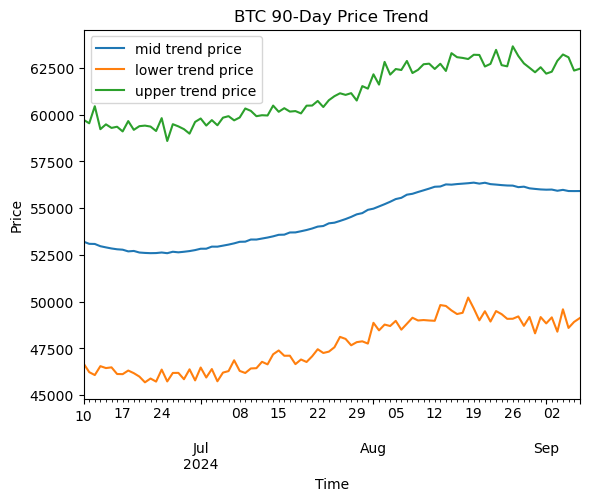 BTC 90-Day Price Trend
mid trend price
lower trend price
upper trend price
62500
60000
57500
55000
52500
50000
47500
45000
Price
10 17 24 08 15 22 29 05 12 19 26 02
Jul Aug Sep
2024
Time